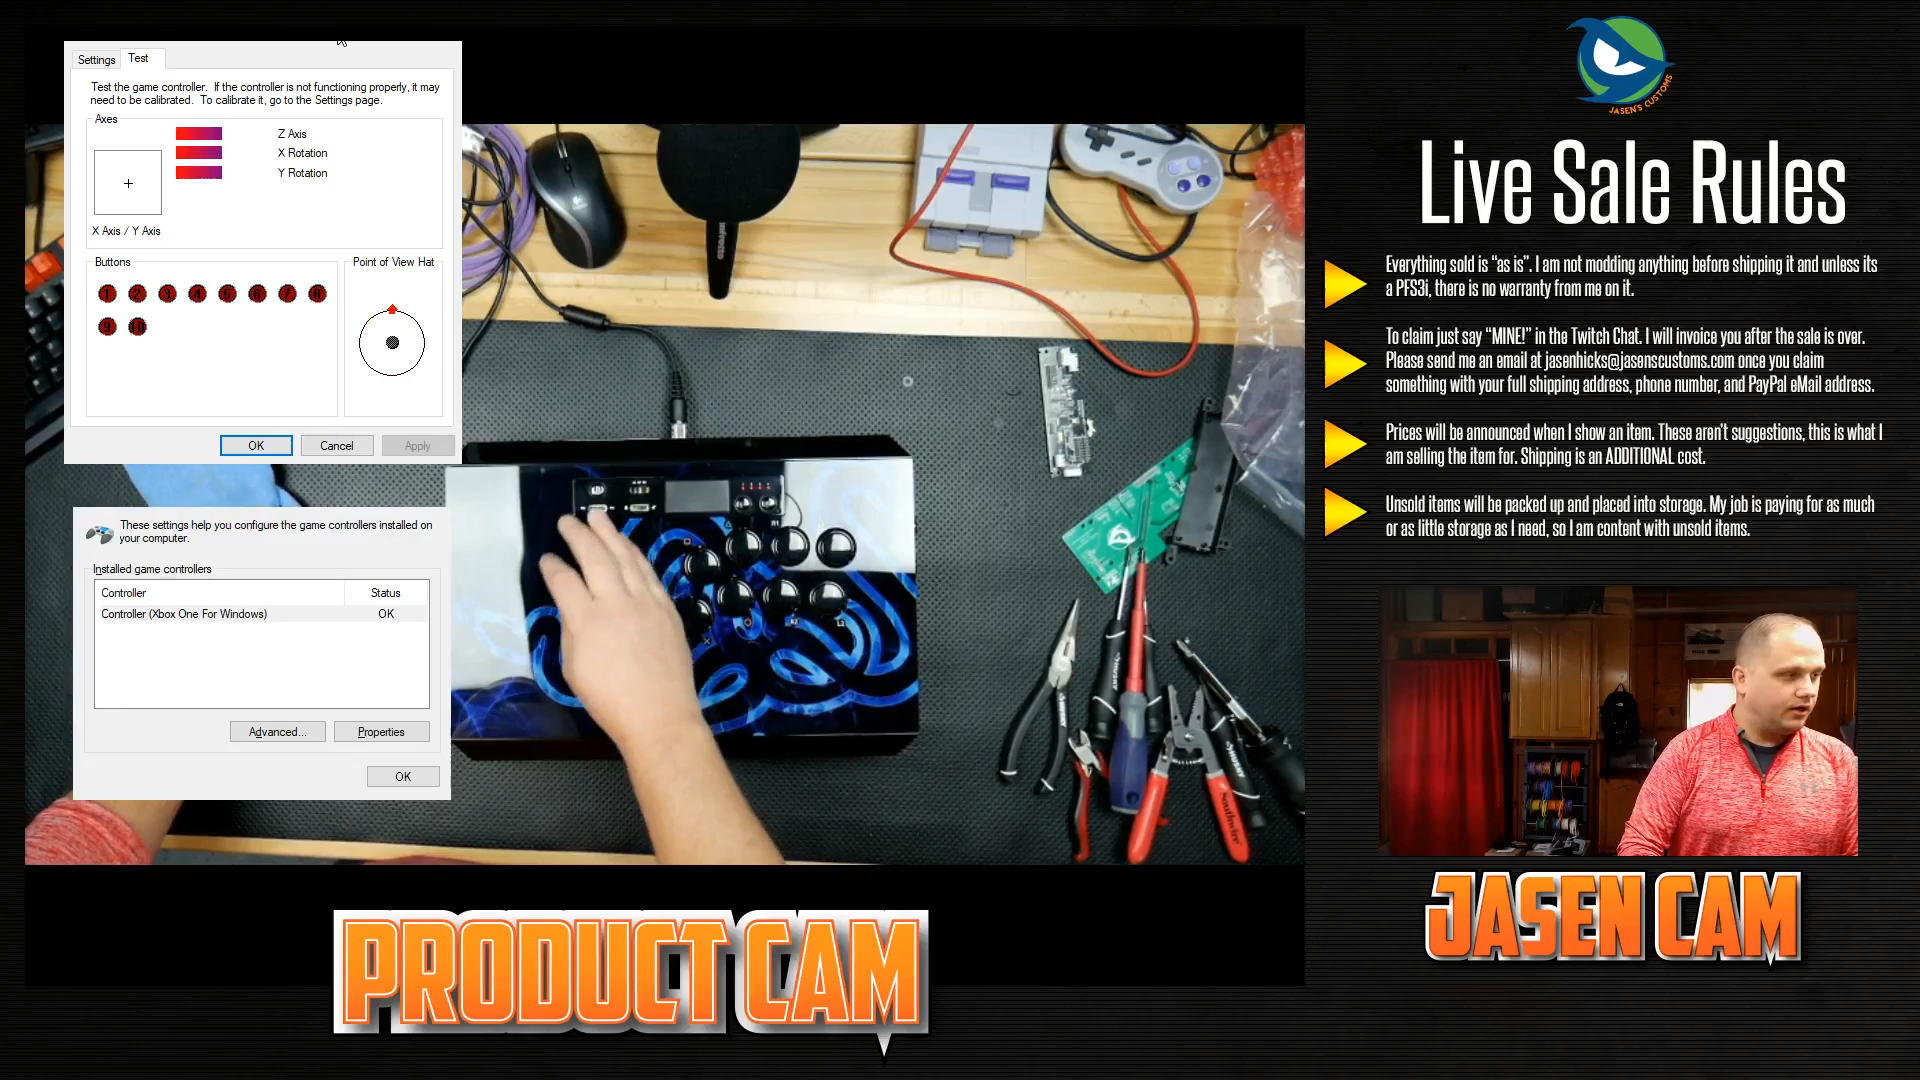 Settings
Test
Test the game controller. If the controller is not functioning properly, it may
need to be calibrated. To calibrate it, go to the Settings page.
Axes
Z Axis
X Rotation
Y Rotation
X Axis / Y Axis
Buttons
1 2 3 4 5 6 7 8
9 10
Point of View Hat
OK
Cancel
Apply
These settings help you configure the game controllers installed on
your computer.
Installed game controllers
Controller
Status
Controller (Xbox One For Windows)
OK
Advanced...
Properties
OK
PRODUCT CAM
JASEN'S CUSTOMS
Live Sale Rules
Everything sold is “as is”. I am not modding anything before shipping it and unless its
a PFS3i, there is no warranty from me on it.
To claim just say “MINE!” in the Twitch Chat. I will invoice you after the sale is over.
Please send me an email at jasenhicks@jasenscustoms.com once you claim
something with your full shipping address, phone number, and PayPal eMail address.
Prices will be announced when I show an item. These aren't suggestions, this is what I
am selling the item for. Shipping is an ADDITIONAL cost.
Unsold items will be packed up and placed into storage. My job is paying for as much
or as little storage as I need, so I am content with unsold items.
JASEN CAM
Southwire